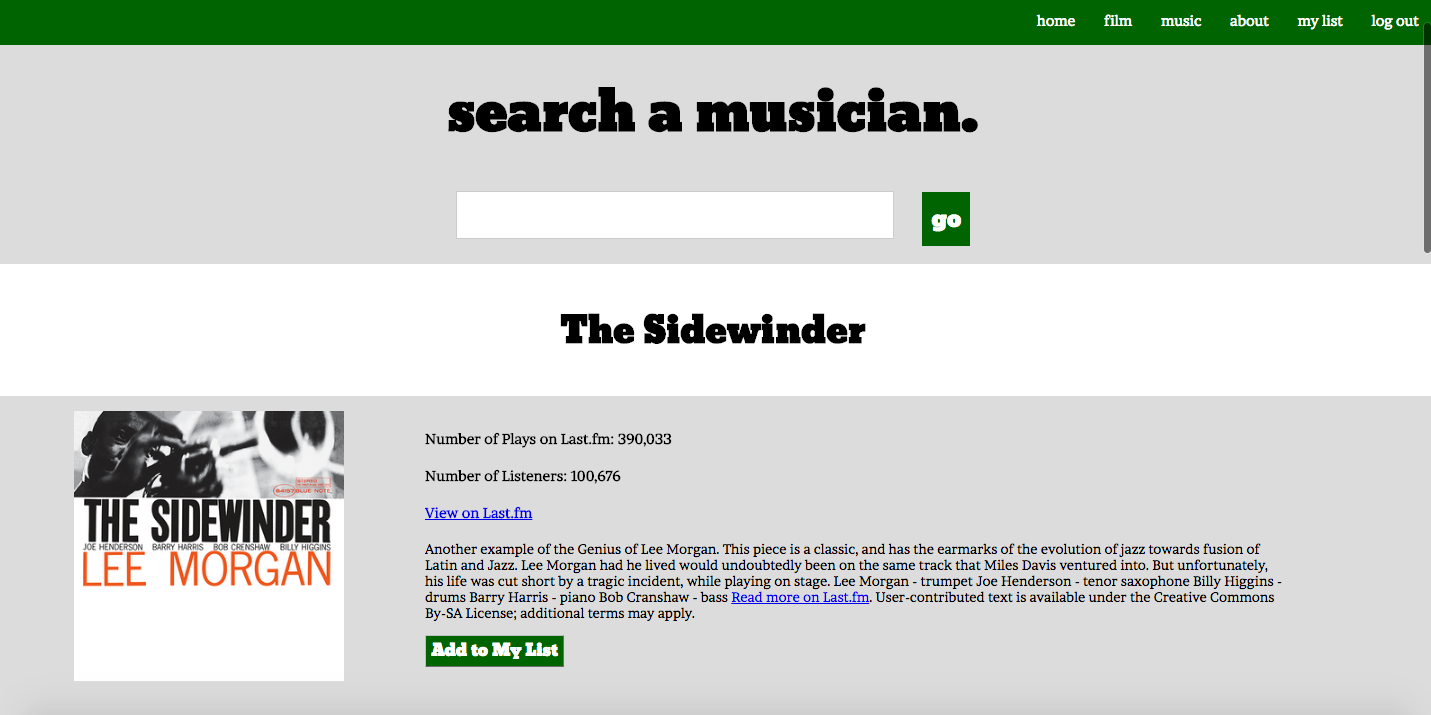 home film music about my list log out
search a musician.
go
The Sidewinder
STEREO
84157 BLUE NOTE
THE SIDEWINDER
JOE HENDERSON BARRY HARRIS BOB CRENSHAW BILLY HIGGINS
LEE MORGAN
Number of Plays on Last.fm: 390,033
Number of Listeners: 100,676
View on Last.fm
Another example of the Genius of Lee Morgan. This piece is a classic, and has the earmarks of the evolution of jazz towards fusion of
Latin and Jazz. Lee Morgan had he lived would undoubtedly been on the same track that Miles Davis ventured into. But unfortunately,
his life was cut short by a tragic incident, while playing on stage. Lee Morgan - trumpet Joe Henderson - tenor saxophone Billy Higgins -
drums Barry Harris - piano Bob Cranshaw - bass Read more on Last.fm. User-contributed text is available under the Creative Commons
By-SA License; additional terms may apply.
Add to My List